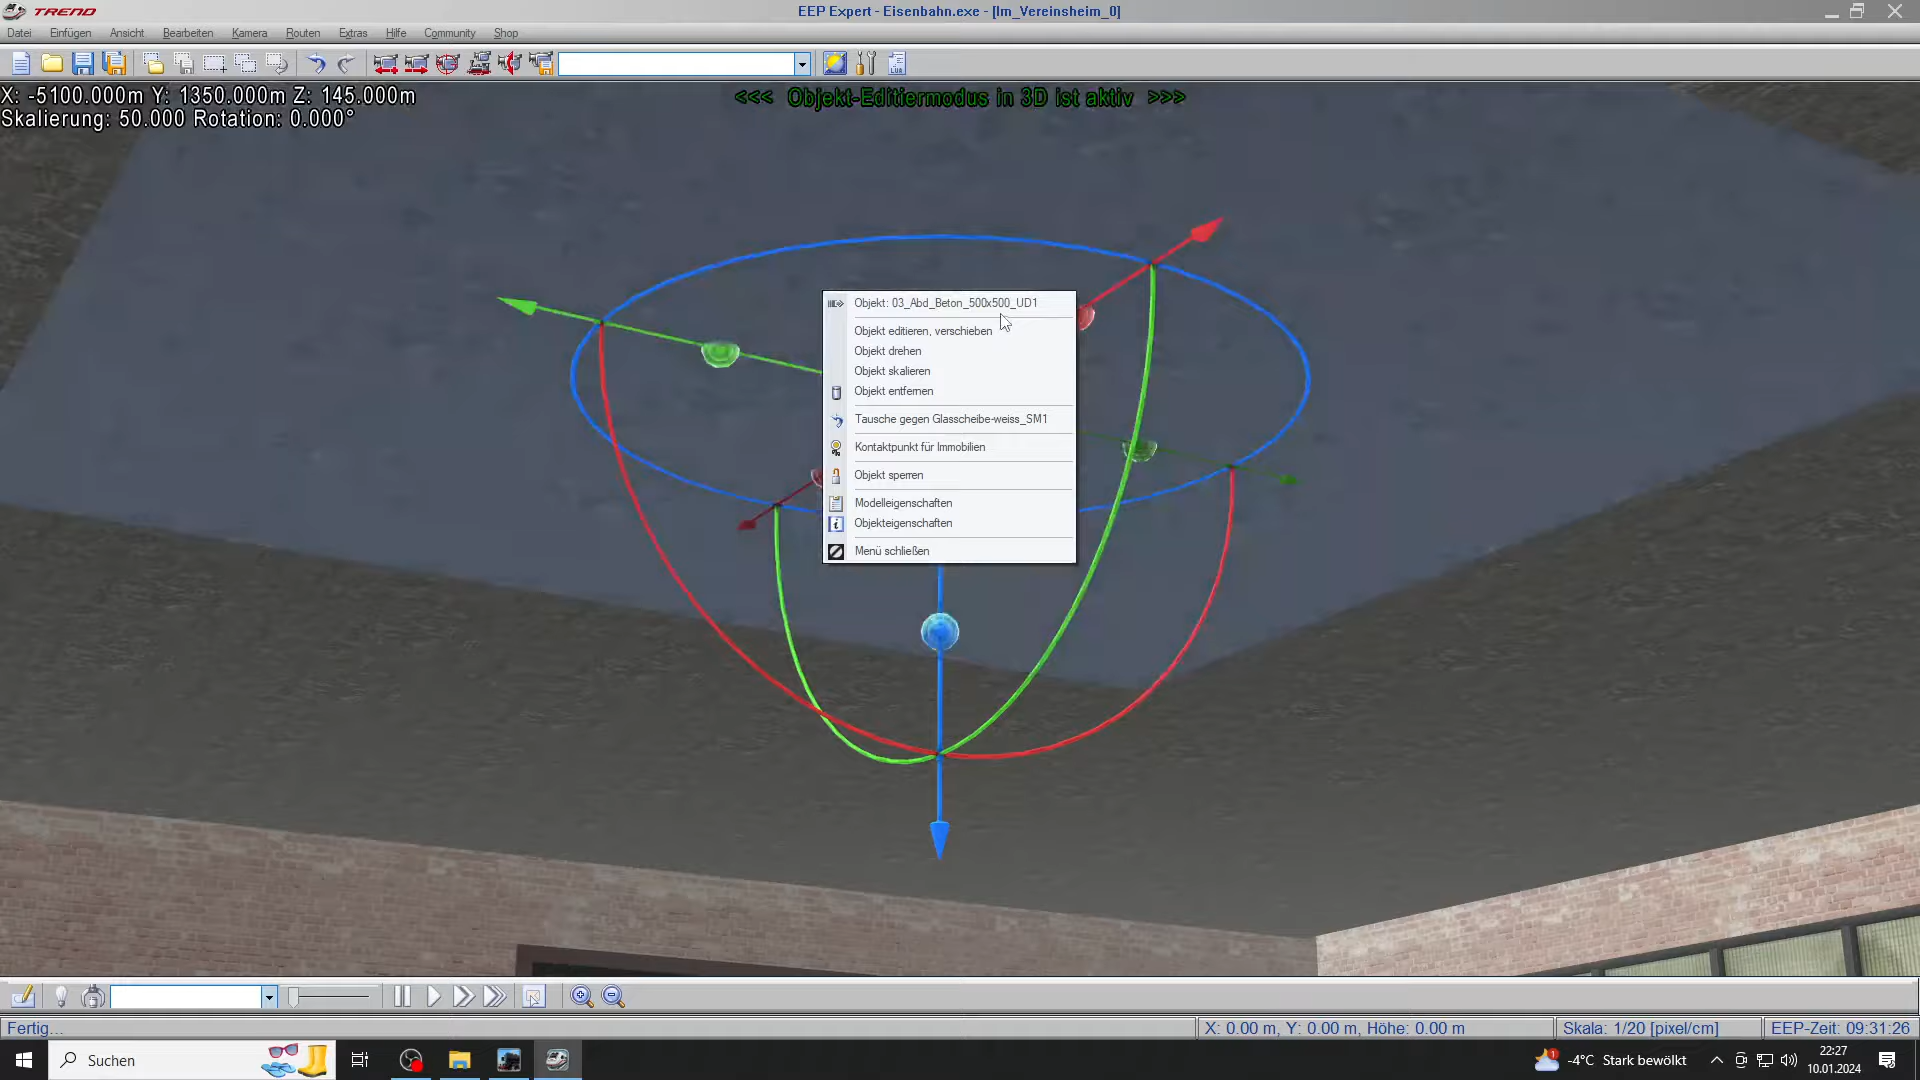 TREND
EEP Expert - Eisenbahn.exe - [Im_Vereinsheim_0]
Datei Einfügen Ansicht Bearbeiten Kamera Routen Extras Hilfe Community Shop
X: -5100.000m Y: 1350.000m Z: 145.000m
Skalierung: 50.000 Rotation: 0.000°
<<< Objekt-Editiermodus in 3D ist aktiv >>>
Objekt: 03_Abd_Beton_500x500_UD1
Objekt editieren, verschieben
Objekt drehen
Objekt skalieren
Objekt entfernen
Tausche gegen Glasscheibe-weiss_SM1
Kontaktpunkt für Immobilien
Objekt sperren
Modelleigenschaften
Objekteigenschaften
Menü schließen
Fertig...
X: 0.00 m, Y: 0.00 m, Höhe: 0.00 m
Skala: 1/20 [pixel/cm]
EEP-Zeit: 09:31:26
Suchen
-4°C Stark bewölkt
22:27
10.01.2024